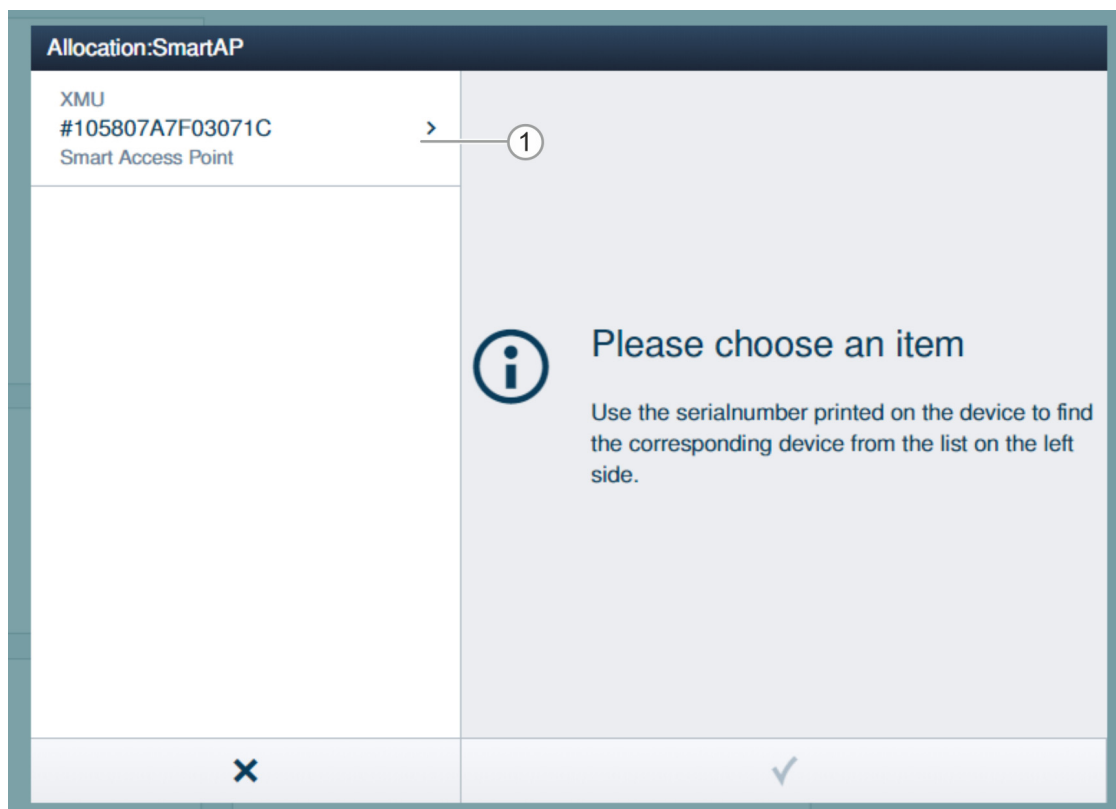 Allocation:SmartAP
XMU
#105807A7F03071C
Smart Access Point
1
Please choose an item
Use the serialnumber printed on the device to find
the corresponding device from the list on the left
side.